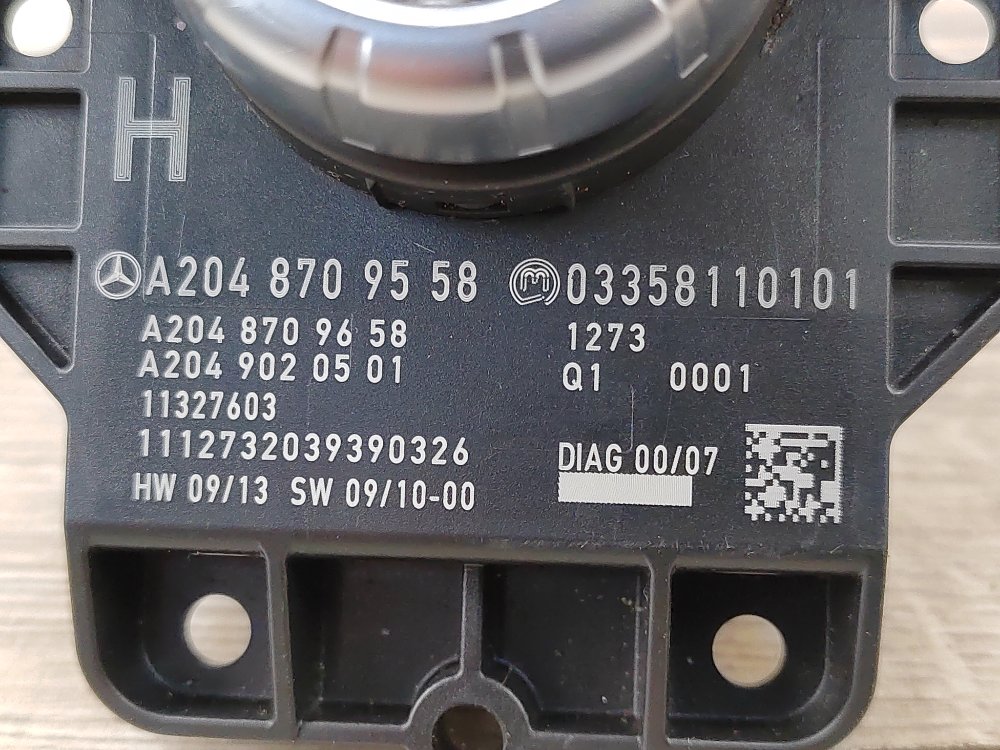 H
A204 870 95 58 03358110101
A204 870 96 58 1273
A204 902 05 01 Q1 0001
11327603
1112732039390326 DIAG 00/07
HW 09/13 SW 09/10-00